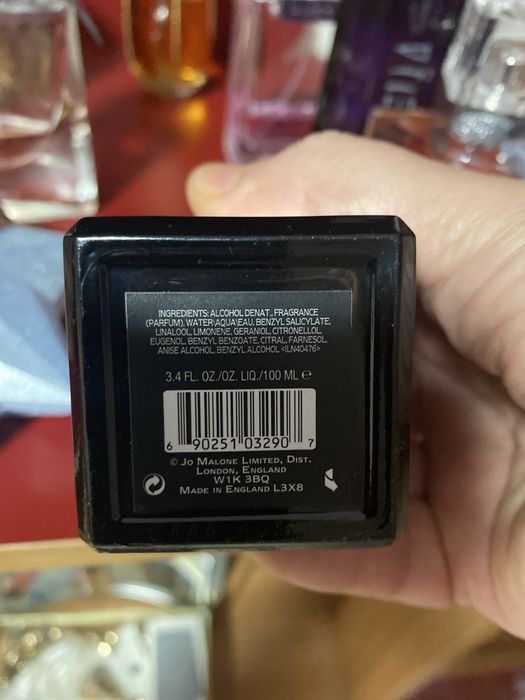 ELLA
INGREDIENTS: ALCOHOL DENAT., FRAGRANCE
(PARFUM), WATER\AQUA\EAU, BENZYL SALICYLATE,
LINALOOL, LIMONENE, GERANIOL, CITRONELLOL,
EUGENOL, BENZYL BENZOATE, CITRAL, FARNESOL,
ANISE ALCOHOL, BENZYL ALCOHOL <ILN40476>
3.4 FL. OZ./OZ. LIQ./100 ML ℮
6 90251 03290 7
© JO MALONE LIMITED, DIST.
LONDON, ENGLAND
W1K 3BQ
MADE IN ENGLAND L3X8